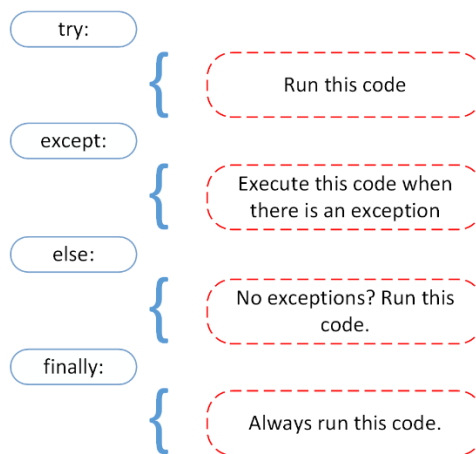 try:
Run this code
except:
Execute this code when
there is an exception
else:
No exceptions? Run this
code.
finally:
Always run this code.